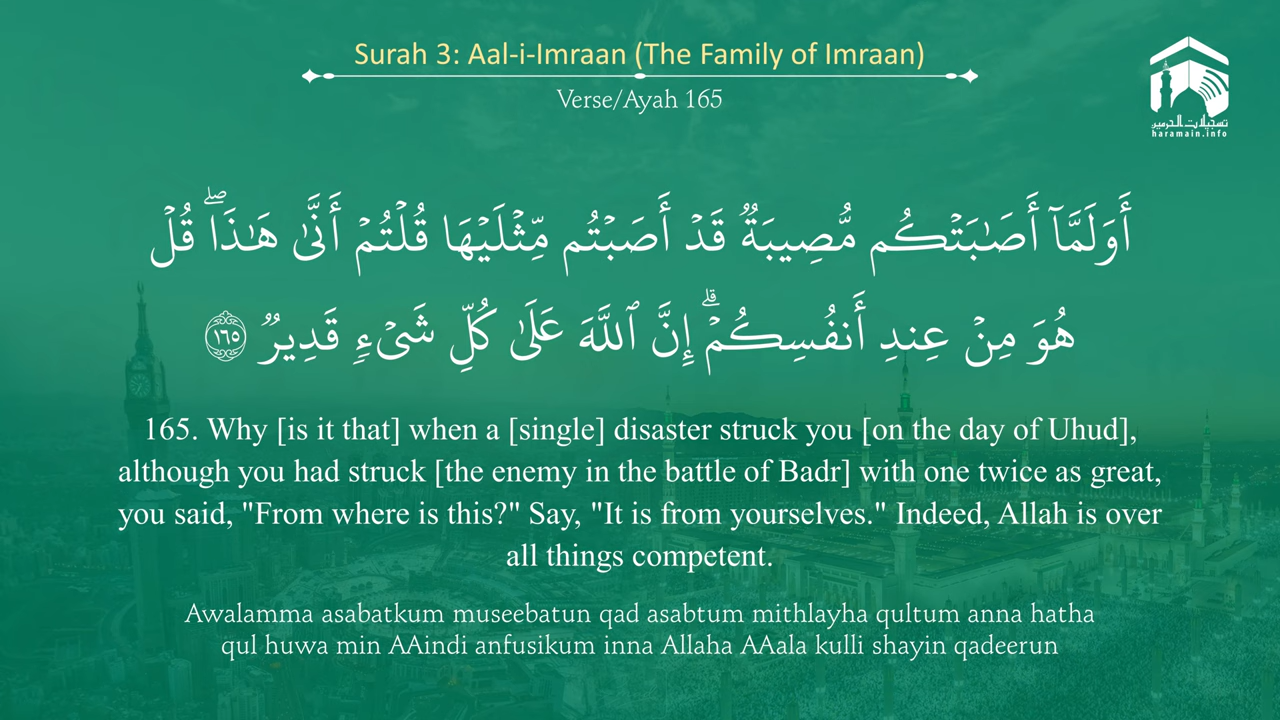 Surah 3: Aal-i-Imraan (The Family of Imraan)
Verse/Ayah 165
تسجيلات الحرمين
haramain.info
أَوَلَمَّآ أَصَٰبَتۡكُم مُّصِيبَةٞ قَدۡ أَصَبۡتُم مِّثۡلَيۡهَا قُلۡتُمۡ أَنَّىٰ هَٰذَاۖ قُلۡ
هُوَ مِنۡ عِندِ أَنفُسِكُمۡۗ إِنَّ ٱللَّهَ عَلَىٰ كُلِّ شَيۡءٖ قَدِيرٞ ١٦٥
165. Why [is it that] when a [single] disaster struck you [on the day of Uhud],
although you had struck [the enemy in the battle of Badr] with one twice as great,
you said, "From where is this?" Say, "It is from yourselves." Indeed, Allah is over
all things competent.
Awalamma asabatkum museebatun qad asabtum mithlayha qultum anna hatha
qul huwa min AAindi anfusikum inna Allaha AAala kulli shayin qadeerun